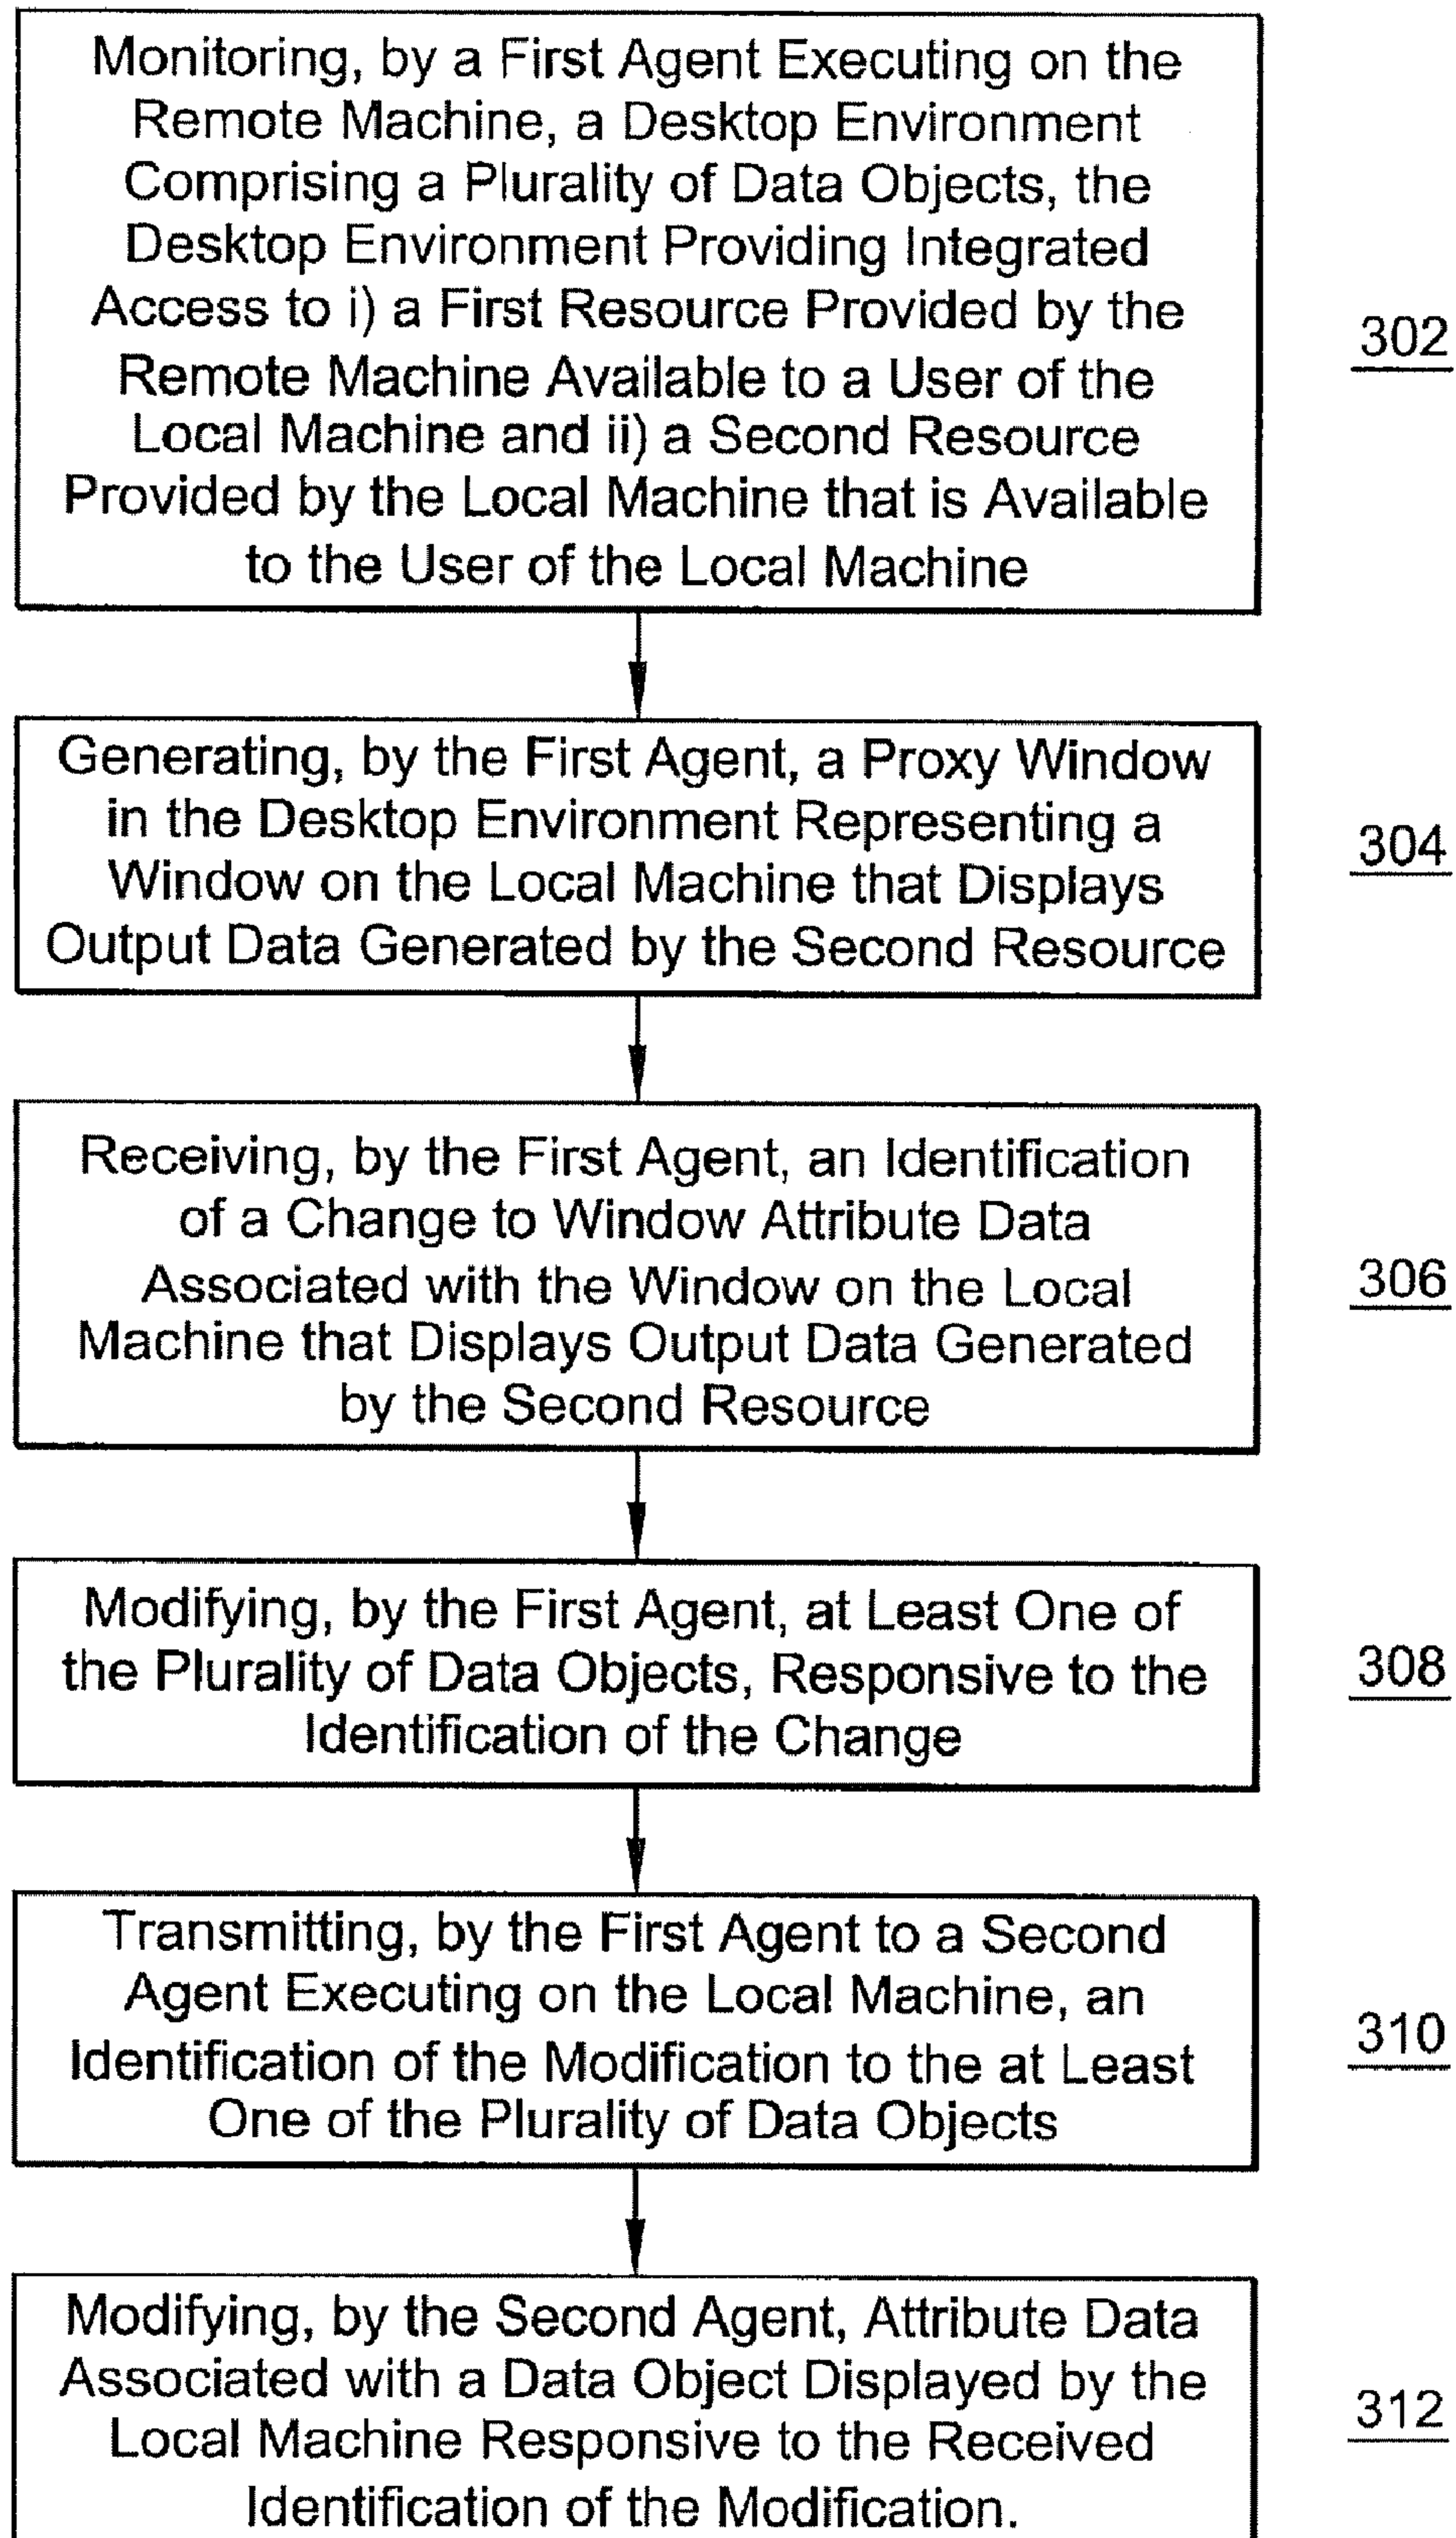 Monitoring, by a First Agent Executing on the
Remote Machine, a Desktop Environment
Comprising a Plurality of Data Objects, the
Desktop Environment Providing Integrated
Access to i) a First Resource Provided by the
Remote Machine Available to a User of the
Local Machine and ii) a Second Resource
Provided by the Local Machine that is Available
to the User of the Local Machine
302
Generating, by the First Agent, a Proxy Window
in the Desktop Environment Representing a
Window on the Local Machine that Displays
Output Data Generated by the Second Resource
304
Receiving, by the First Agent, an Identification
of a Change to Window Attribute Data
Associated with the Window on the Local
Machine that Displays Output Data Generated
by the Second Resource
306
Modifying, by the First Agent, at Least One of
the Plurality of Data Objects, Responsive to the
Identification of the Change
308
Transmitting, by the First Agent to a Second
Agent Executing on the Local Machine, an
Identification of the Modification to the at Least
One of the Plurality of Data Objects
310
Modifying, by the Second Agent, Attribute Data
Associated with a Data Object Displayed by the
Local Machine Responsive to the Received
Identification of the Modification.
312